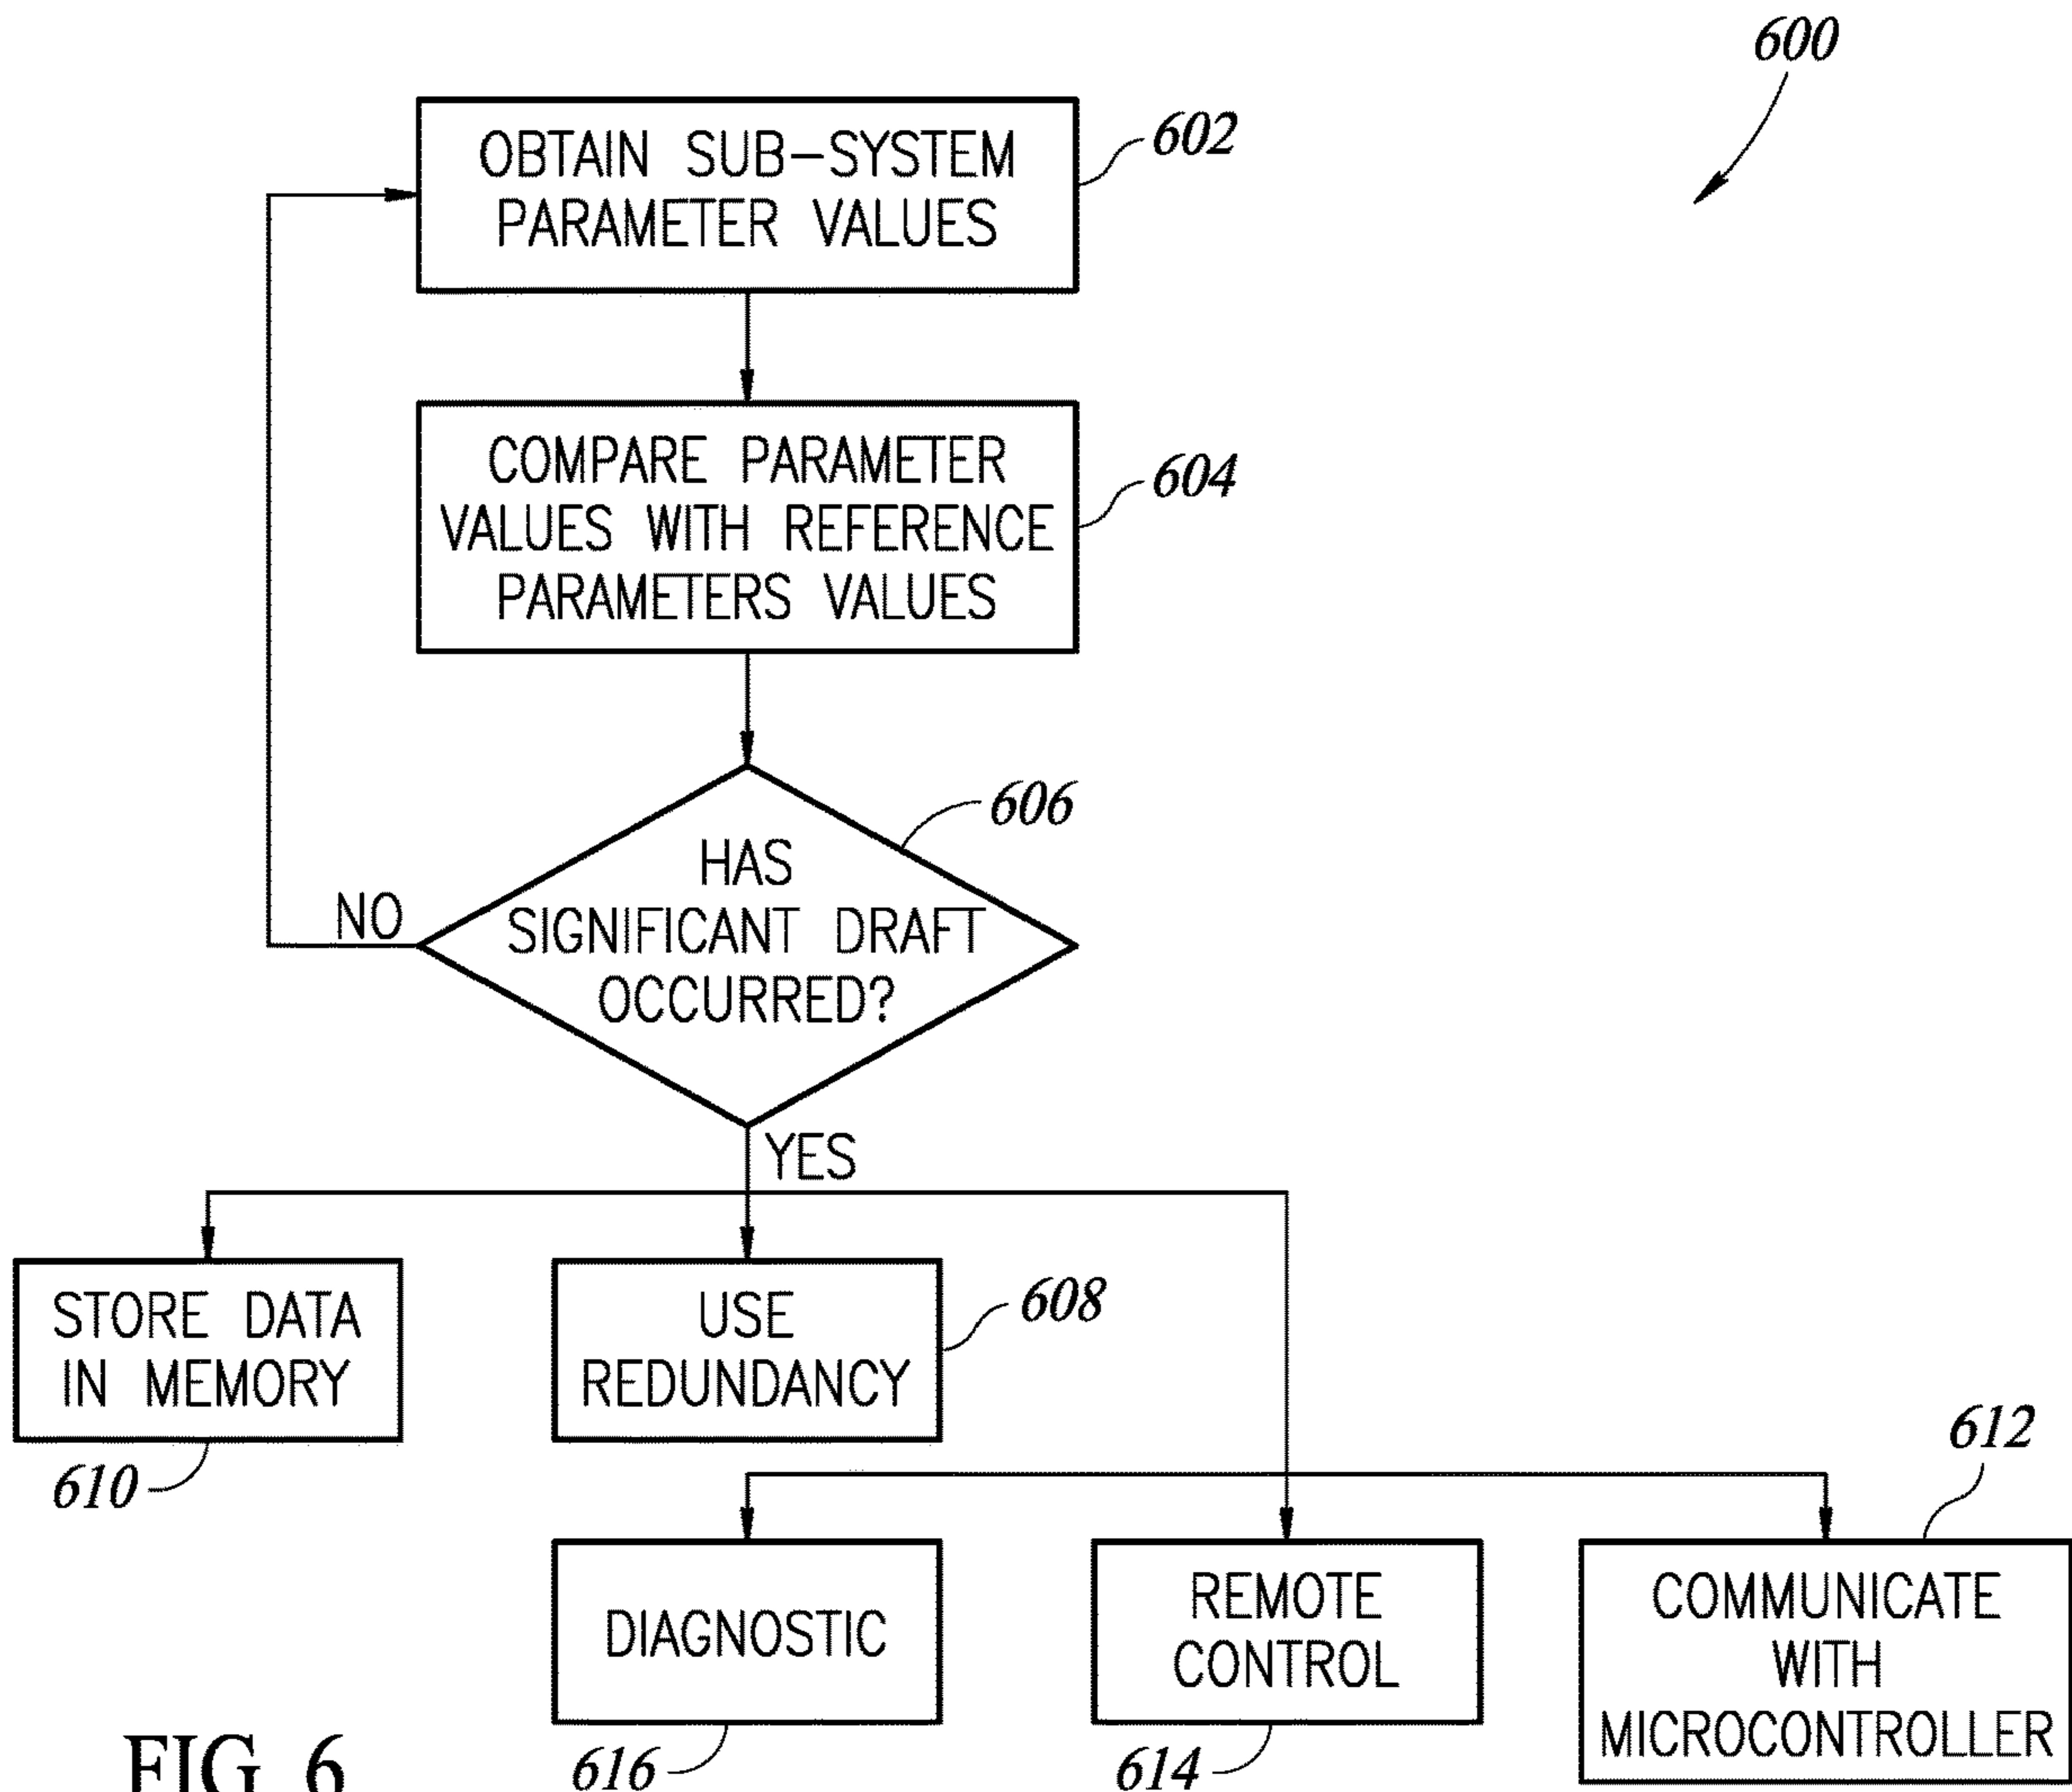 600
OBTAIN SUB-SYSTEM
PARAMETER VALUES
602
COMPARE PARAMETER
VALUES WITH REFERENCE
PARAMETERS VALUES
604
606
HAS
SIGNIFICANT DRAFT
OCCURRED?
NO
YES
STORE DATA
IN MEMORY
610
USE
REDUNDANCY
608
612
DIAGNOSTIC
616
REMOTE
CONTROL
614
COMMUNICATE
WITH
MICROCONTROLLER
FIG. 6